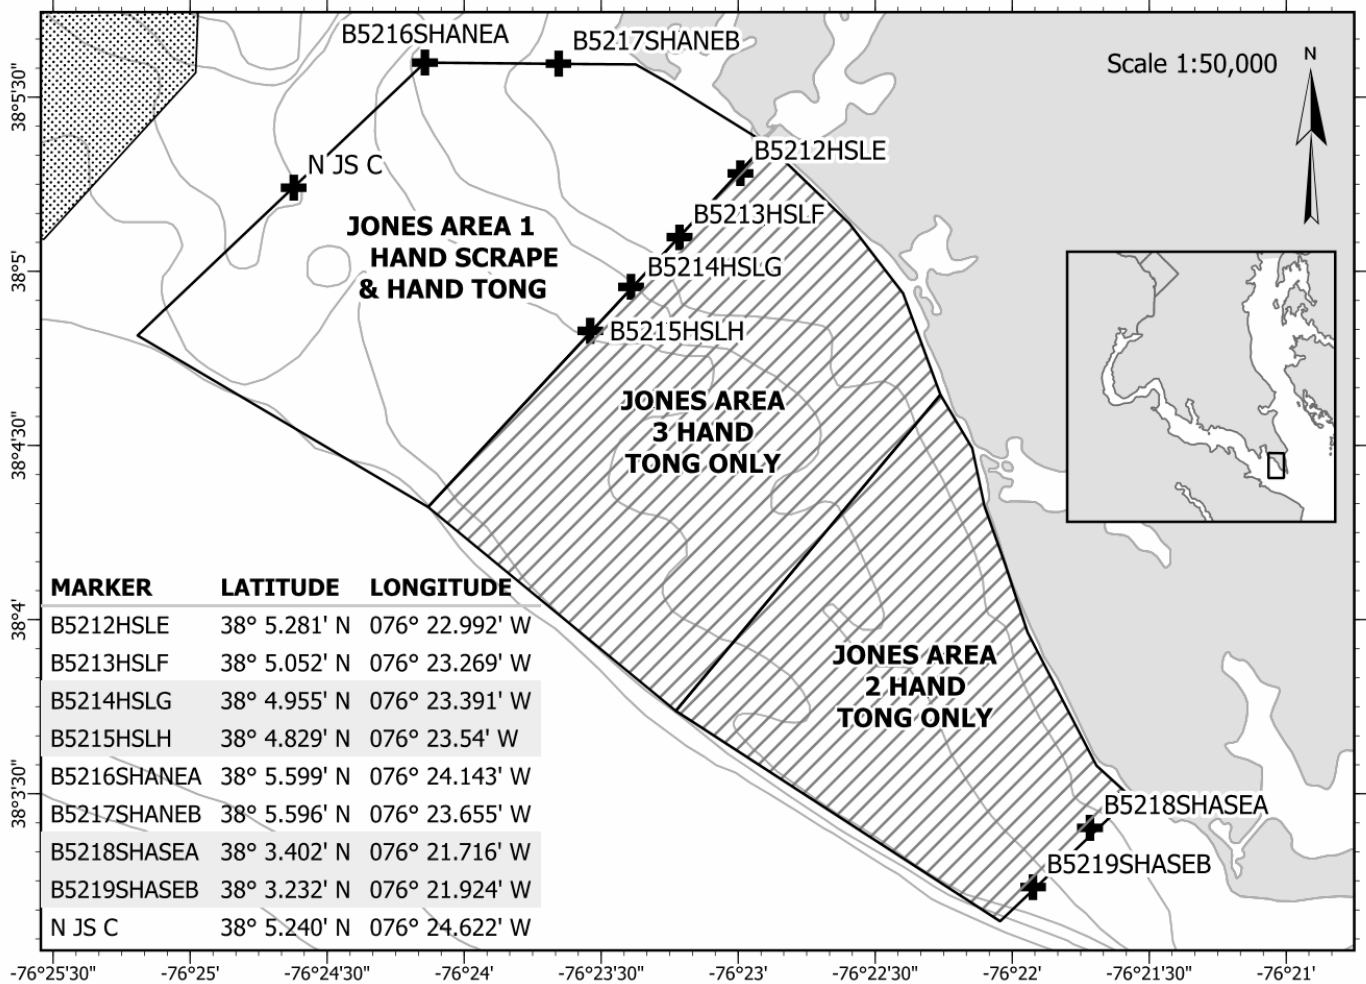 B5216SHANEA
B5217SHANEB
Scale 1:50,000
N
B5212HSLE
N JS C
B5213HSLF
JONES AREA 1
HAND SCRAPE
& HAND TONG
B5214HSLG
B5215HSLH
JONES AREA
3 HAND
TONG ONLY
JONES AREA
2 HAND
TONG ONLY
B5218SHASEA
B5219SHASEB
MARKER LATITUDE LONGITUDE
B5212HSLE 38° 5.281' N 076° 22.992' W
B5213HSLF 38° 5.052' N 076° 23.269' W
B5214HSLG 38° 4.955' N 076° 23.391' W
B5215HSLH 38° 4.829' N 076° 23.54' W
B5216SHANEA 38° 5.599' N 076° 24.143' W
B5217SHANEB 38° 5.596' N 076° 23.655' W
B5218SHASEA 38° 3.402' N 076° 21.716' W
B5219SHASEB 38° 3.232' N 076° 21.924' W
N JS C 38° 5.240' N 076° 24.622' W
38°5'30"
38°5'
38°4'30"
38°4'
38°3'30"
-76°25'30" -76°25' -76°24'30" -76°24' -76°23'30" -76°23' -76°22'30" -76°22' -76°21'30" -76°21'